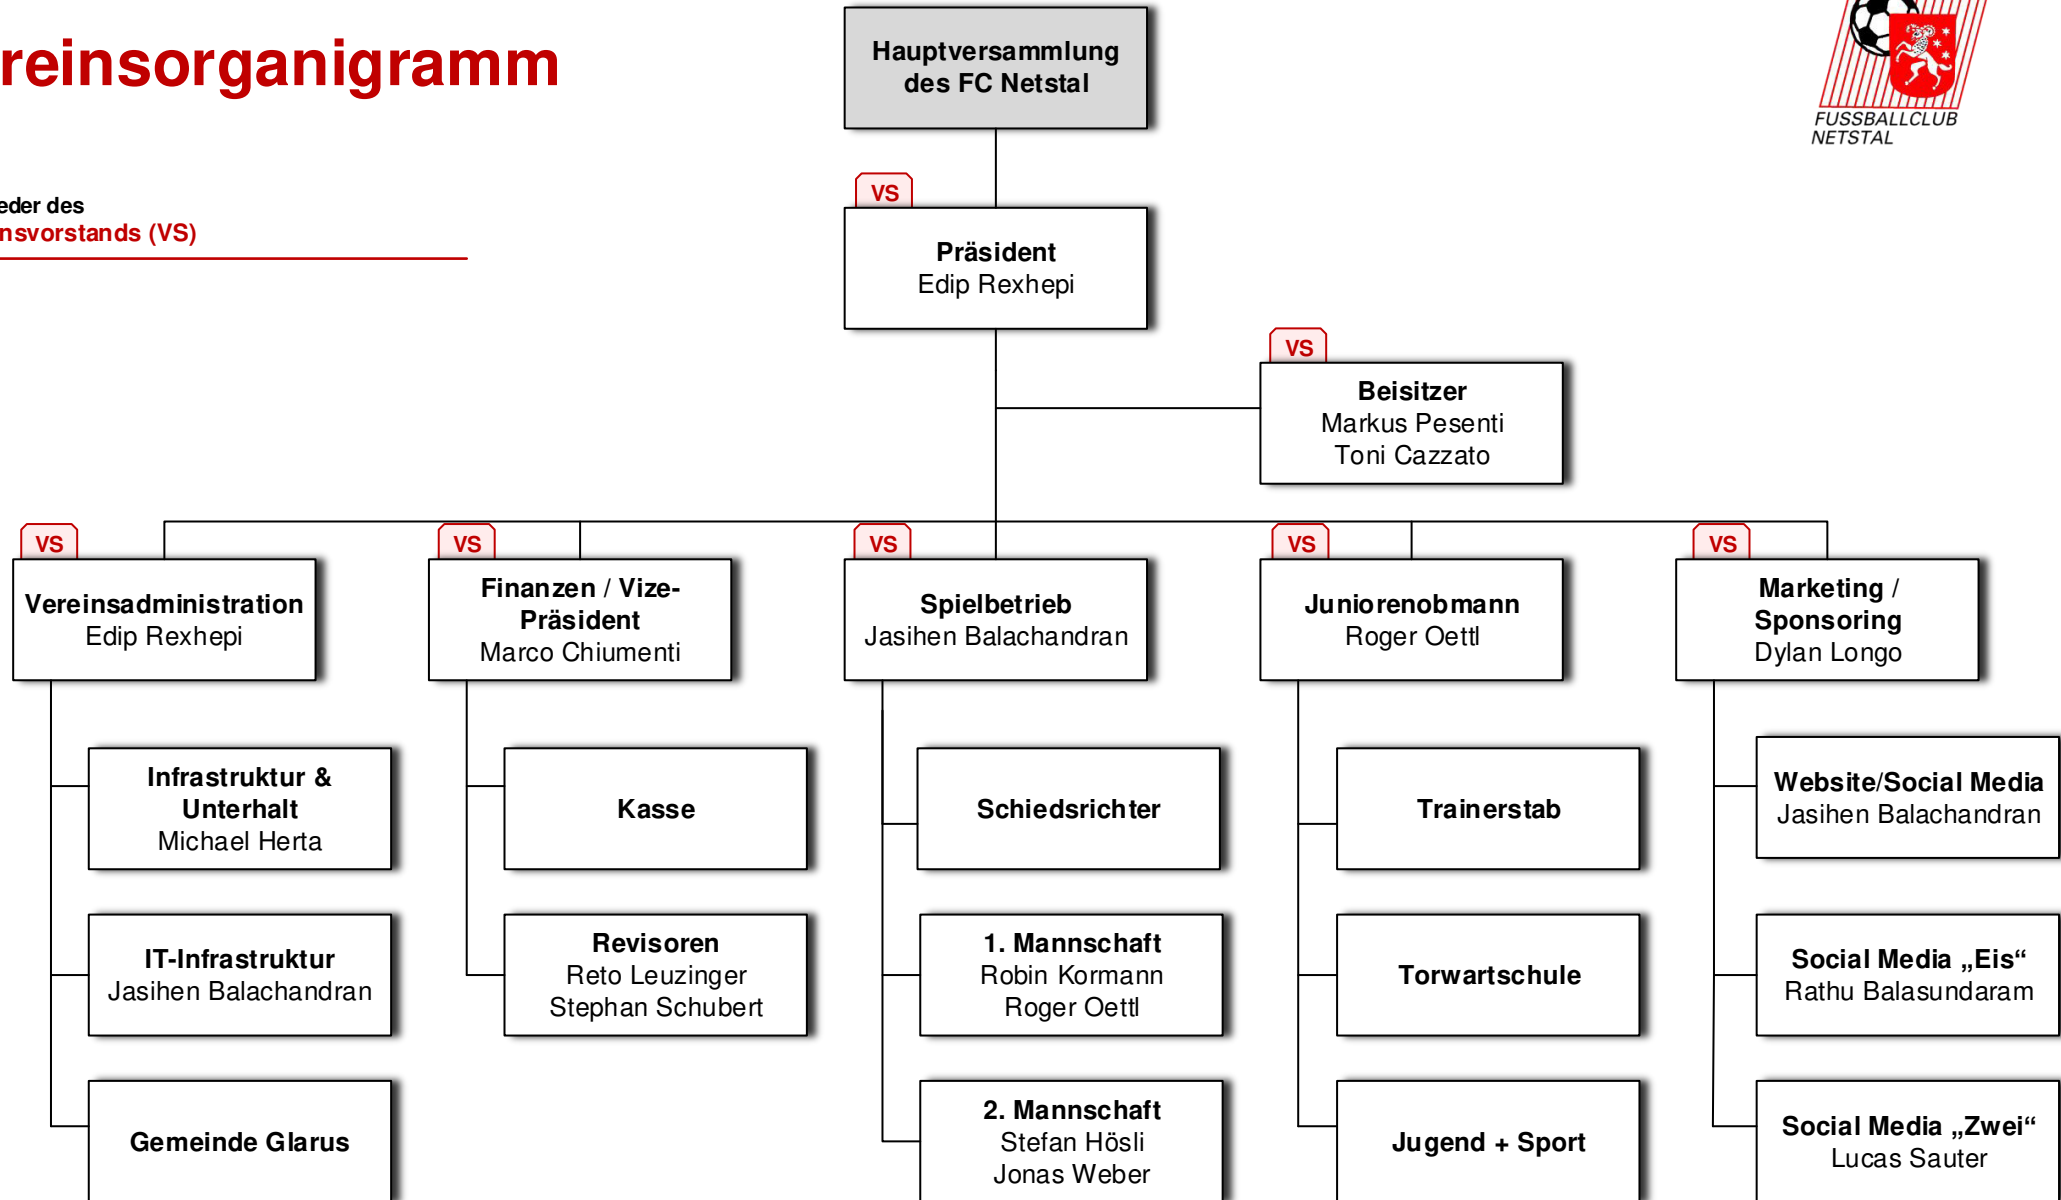 reinsorganigramm
Hauptversammlung
des FC Netstal
FUSSBALLCLUB
NETSTAL
eder des
nsvorstands (VS)
VS
Präsident
Edip Rexhepi
VS
Beisitzer
Markus Pesenti
Toni Cazzato
VS
Vereinsadministration
Edip Rexhepi
VS
Finanzen / Vize-
Präsident
Marco Chiumenti
VS
Spielbetrieb
Jasihen Balachandran
VS
Juniorenobmann
Roger Oettl
VS
Marketing /
Sponsoring
Dylan Longo
Infrastruktur &
Unterhalt
Michael Herta
Kasse
Schiedsrichter
Trainerstab
Website/Social Media
Jasihen Balachandran
IT-Infrastruktur
Jasihen Balachandran
Revisoren
Reto Leuzinger
Stephan Schubert
1. Mannschaft
Robin Kormann
Roger Oettl
Torwartschule
Social Media „Eis“
Rathu Balasundaram
Gemeinde Glarus
2. Mannschaft
Stefan Hösli
Jonas Weber
Jugend + Sport
Social Media „Zwei“
Lucas Sauter